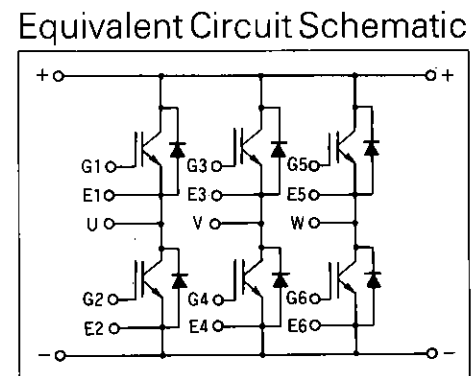 Equivalent Circuit Schematic
+ +
G1 G3 G5
E1 E3 E5
U V W
G2 G4 G6
E2 E4 E6
- -